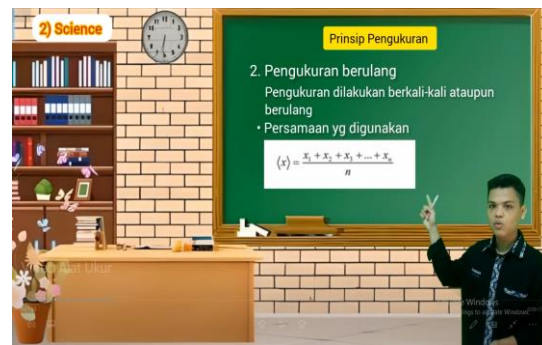 2) Science
Prinsip Pengukuran
2. Pengukuran berulang
Pengukuran dilakukan berkali-kali ataupun
berulang
• Persamaan yg digunakan
⟨x⟩ = (x₁ + x₂ + x₃ + ... + xₙ) / n
Alat Ukur
Windows